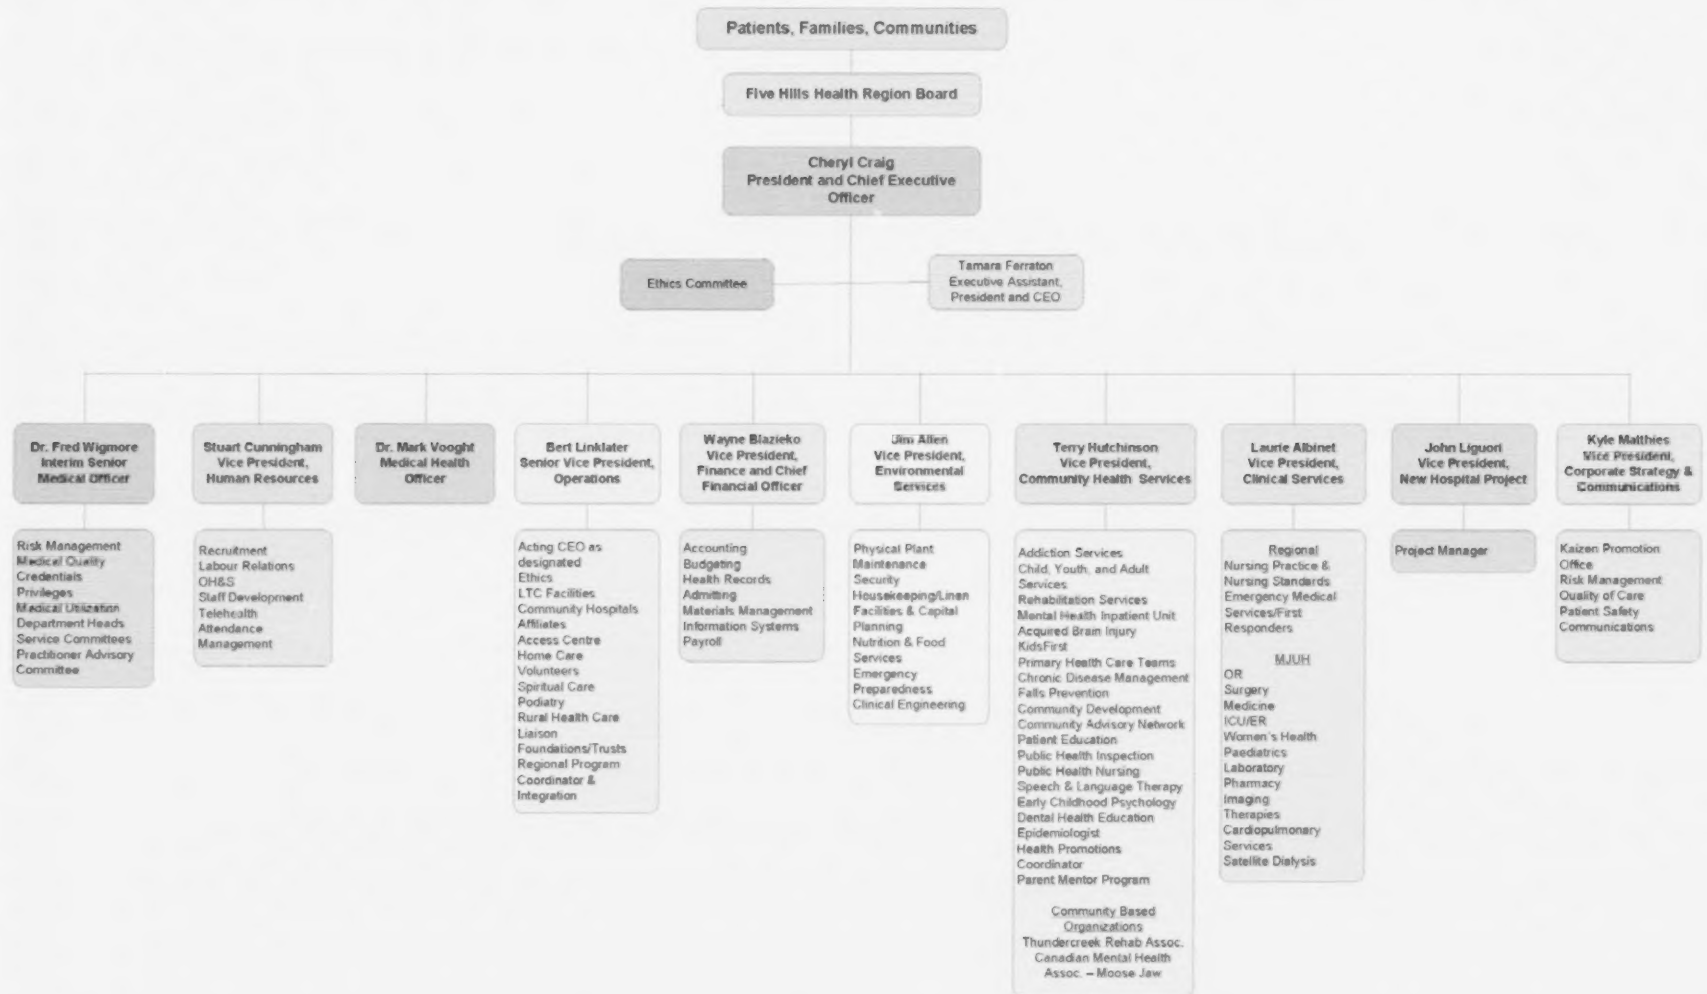 Patients, Families, Communities
Five Hills Health Region Board
Cheryl Craig
President and Chief Executive
Officer
Ethics Committee
Tamara Ferraton
Executive Assistant,
President and CEO
Dr. Fred Wigmore
Interim Senior
Medical Officer
Risk Management
Medical Quality
Credentials
Privileges
Medical Utilization
Department Heads
Service Committees
Practitioner Advisory
Committee
Stuart Cunningham
Vice President,
Human Resources
Recruitment
Labour Relations
OH&S
Staff Development
Telehealth
Attendance
Management
Dr. Mark Vooght
Medical Health
Officer
Bert Linklater
Senior Vice President,
Operations
Acting CEO as
designated
Ethics
LTC Facilities
Community Hospitals
Affiliates
Access Centre
Home Care
Volunteers
Spiritual Care
Podiatry
Rural Health Care
Liaison
Foundations/Trusts
Regional Program
Coordinator &
Integration
Wayne Blazieko
Vice President,
Finance and Chief
Financial Officer
Accounting
Budgeting
Health Records
Admitting
Materials Management
Information Systems
Payroll
Jim Allen
Vice President,
Environmental
Services
Physical Plant
Maintenance
Security
Housekeeping/Linen
Facilities & Capital
Planning
Nutrition & Food
Services
Emergency
Preparedness
Clinical Engineering
Terry Hutchinson
Vice President,
Community Health Services
Addiction Services
Child, Youth, and Adult
Services
Rehabilitation Services
Mental Health Inpatient Unit
Acquired Brain Injury
KidsFirst
Primary Health Care Teams
Chronic Disease Management
Falls Prevention
Community Development
Community Advisory Network
Patient Education
Public Health Inspection
Public Health Nursing
Speech & Language Therapy
Early Childhood Psychology
Dental Health Education
Epidemiologist
Health Promotions
Coordinator
Parent Mentor Program
Community Based
Organizations
Thundercreek Rehab Assoc.
Canadian Mental Health
Assoc. – Moose Jaw
Laurie Albinet
Vice President,
Clinical Services
Regional
Nursing Practice &
Nursing Standards
Emergency Medical
Services/First
Responders
MJUH
OR
Surgery
Medicine
ICU/ER
Women's Health
Paediatrics
Laboratory
Pharmacy
Imaging
Therapies
Cardiopulmonary
Services
Satellite Dialysis
John Liguori
Vice President,
New Hospital Project
Project Manager
Kyle Matthies
Vice President,
Corporate Strategy &
Communications
Kaizen Promotion
Office
Risk Management
Quality of Care
Patient Safety
Communications